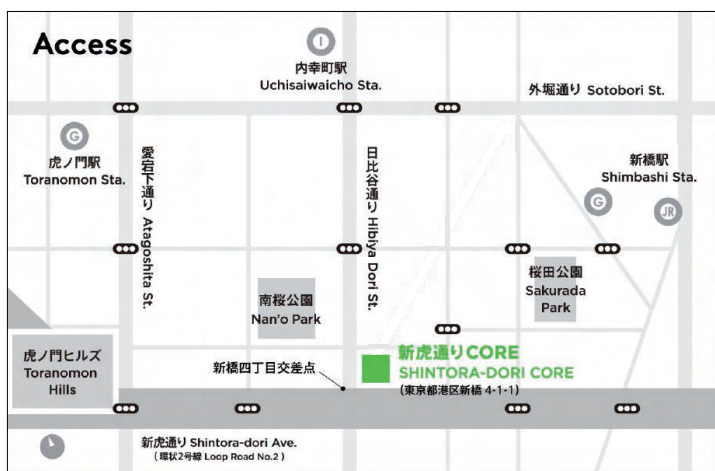 Access
I
内幸町駅
Uchisaiwaicho Sta.
外堀通り Sotobori St.
G
虎ノ門駅
Toranomon Sta.
愛宕下通り Atagoshita St.
日比谷通り Hibiya Dori St.
新橋駅
Shimbashi Sta.
G
JR
南桜公園
Nan'o Park
桜田公園
Sakurada
Park
虎ノ門ヒルズ
Toranomon
Hills
新橋四丁目交差点
新虎通りCORE
SHINTORA-DORI CORE
(東京都港区新橋 4-1-1)
新虎通り Shintora-dori Ave.
(環状2号線 Loop Road No.2)